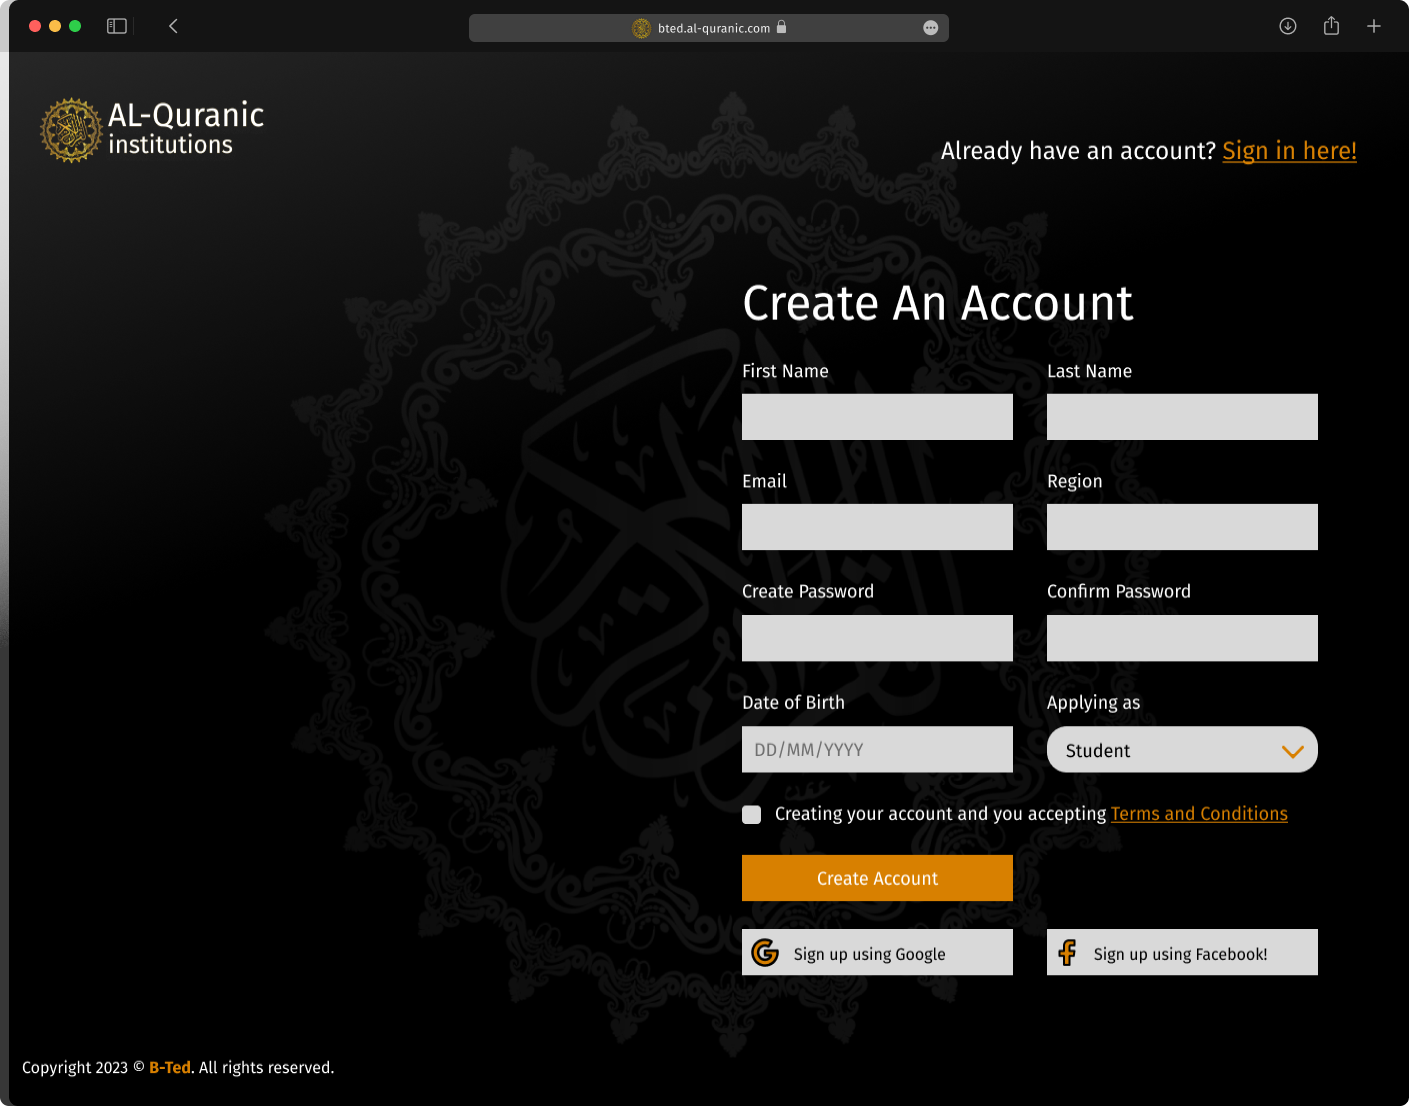 bted.al-quranic.com
AL-Quranic
institutions
Already have an account? Sign in here!
Create An Account
First Name
Last Name
Email
Region
Create Password
Confirm Password
Date of Birth
Applying as
DD/MM/YYYY
Student
Creating your account and you accepting Terms and Conditions
Create Account
Sign up using Google
Sign up using Facebook!
Copyright 2023 © B-Ted. All rights reserved.